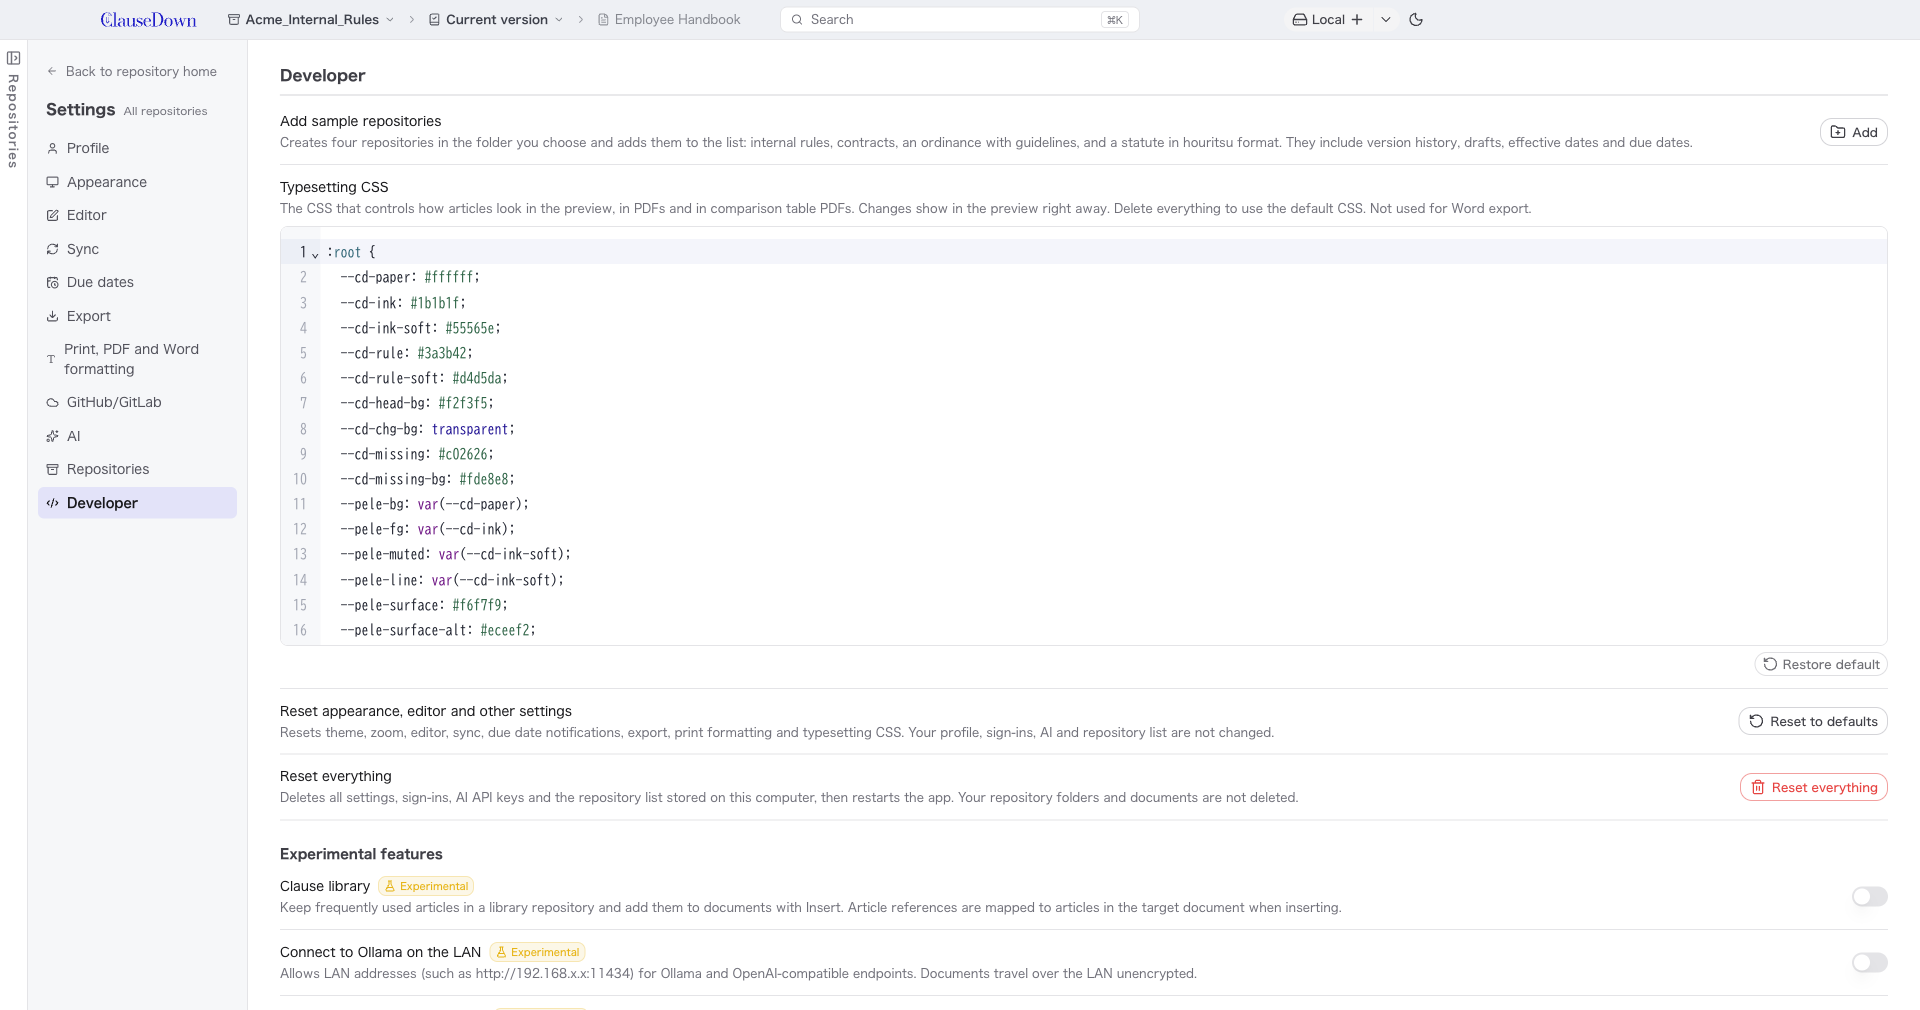 ClauseDown
Acme_Internal_Rules
Current version
Employee Handbook
Search
⌘K
Local
Repositories
Back to repository home
Settings All repositories
Profile
Appearance
Editor
Sync
Due dates
Export
Print, PDF and Word
formatting
GitHub/GitLab
AI
Repositories
Developer
Developer
Add sample repositories
Creates four repositories in the folder you choose and adds them to the list: internal rules, contracts, an ordinance with guidelines, and a statute in houritsu format. They include version history, drafts, effective dates and due dates.
Add
Typesetting CSS
The CSS that controls how articles look in the preview, in PDFs and in comparison table PDFs. Changes show in the preview right away. Delete everything to use the default CSS. Not used for Word export.
1 :root {
2 --cd-paper: #ffffff;
3 --cd-ink: #1b1b1f;
4 --cd-ink-soft: #55565e;
5 --cd-rule: #3a3b42;
6 --cd-rule-soft: #d4d5da;
7 --cd-head-bg: #f2f3f5;
8 --cd-chg-bg: transparent;
9 --cd-missing: #c02626;
10 --cd-missing-bg: #fde8e8;
11 --pele-bg: var(--cd-paper);
12 --pele-fg: var(--cd-ink);
13 --pele-muted: var(--cd-ink-soft);
14 --pele-line: var(--cd-ink-soft);
15 --pele-surface: #f6f7f9;
16 --pele-surface-alt: #eceef2;
Restore default
Reset appearance, editor and other settings
Resets theme, zoom, editor, sync, due date notifications, export, print formatting and typesetting CSS. Your profile, sign-ins, AI and repository list are not changed.
Reset to defaults
Reset everything
Deletes all settings, sign-ins, AI API keys and the repository list stored on this computer, then restarts the app. Your repository folders and documents are not deleted.
Reset everything
Experimental features
Clause library Experimental
Keep frequently used articles in a library repository and add them to documents with Insert. Article references are mapped to articles in the target document when inserting.
Connect to Ollama on the LAN Experimental
Allows LAN addresses (such as http://192.168.x.x:11434) for Ollama and OpenAI-compatible endpoints. Documents travel over the LAN unencrypted.